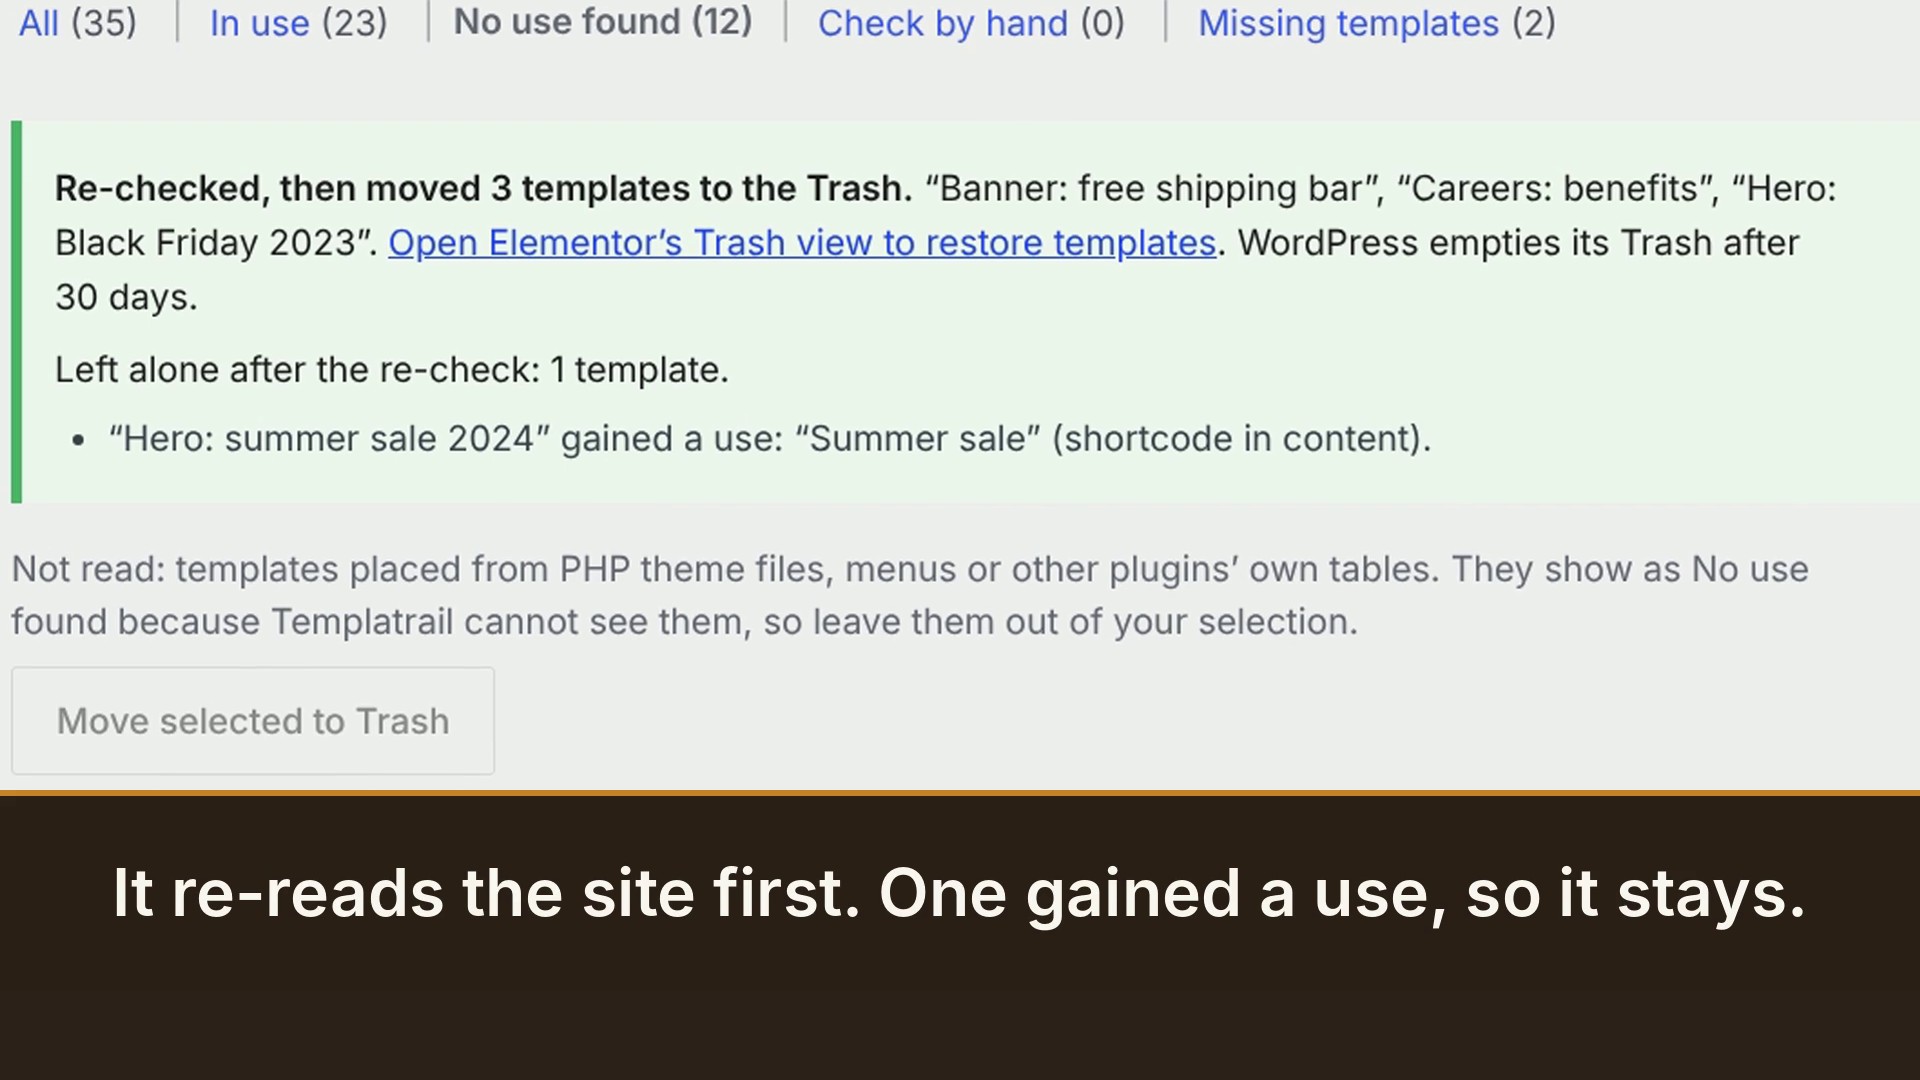 All (35) | In use (23) | No use found (12) | Check by hand (0) | Missing templates (2)
Re-checked, then moved 3 templates to the Trash. “Banner: free shipping bar”, “Careers: benefits”, “Hero:
Black Friday 2023”. Open Elementor’s Trash view to restore templates. WordPress empties its Trash after
30 days.
Left alone after the re-check: 1 template.
• “Hero: summer sale 2024” gained a use: “Summer sale” (shortcode in content).
Not read: templates placed from PHP theme files, menus or other plugins’ own tables. They show as No use
found because Templatrail cannot see them, so leave them out of your selection.
Move selected to Trash
It re-reads the site first. One gained a use, so it stays.